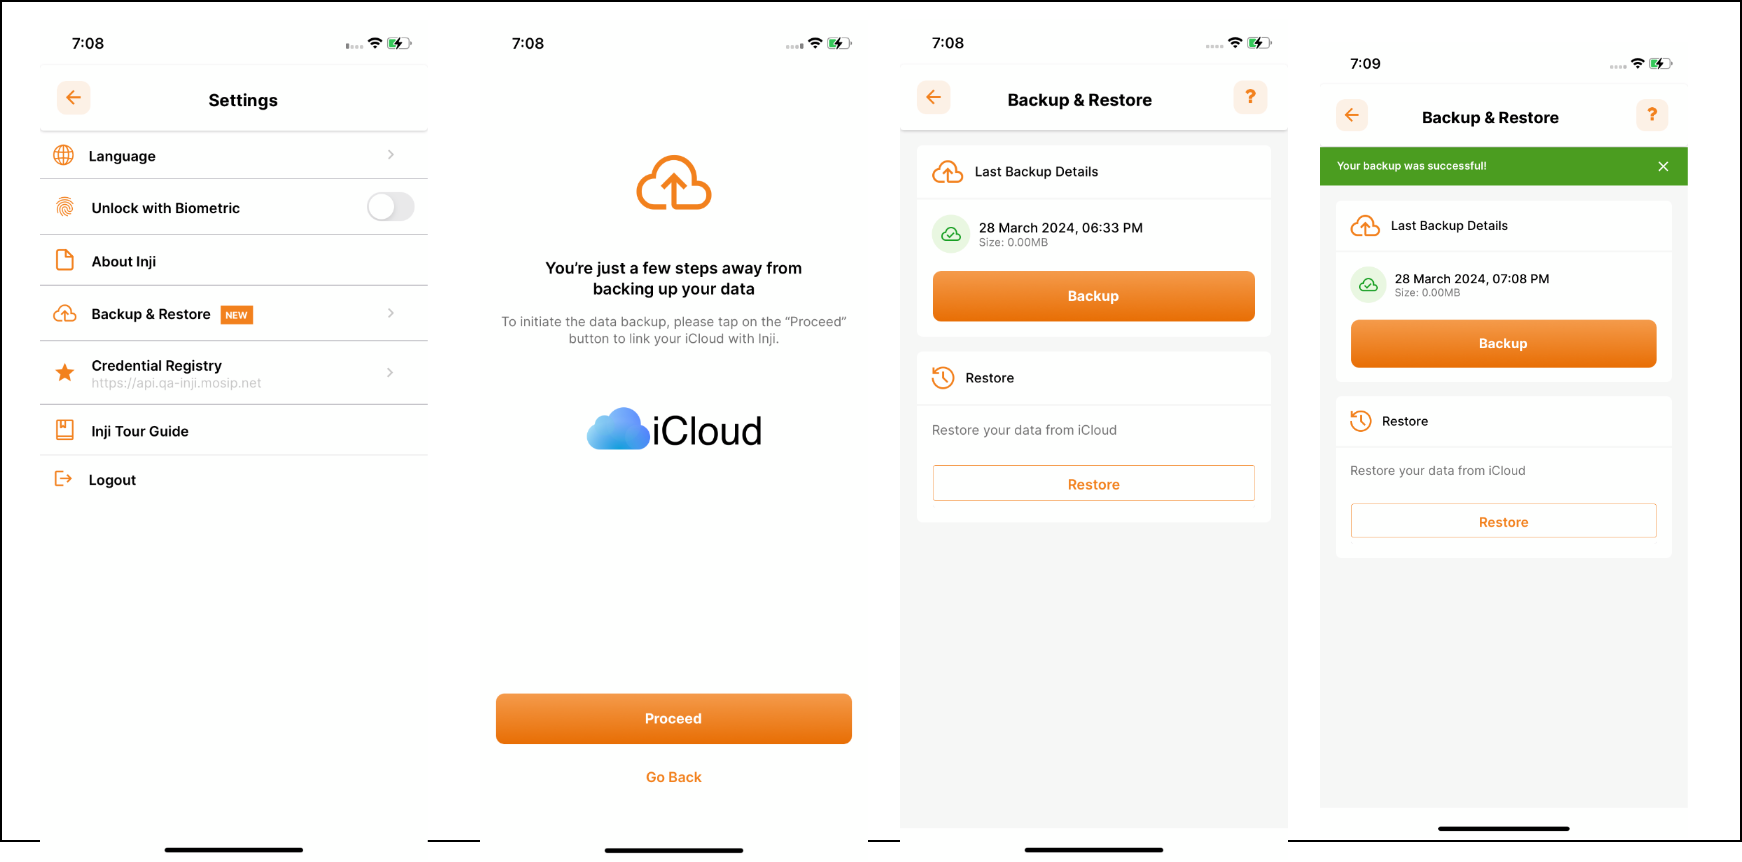 7:08
Settings
Language
Unlock with Biometric
About Inji
Backup & Restore NEW
Credential Registry
https://api.qa-inji.mosip.net
Inji Tour Guide
Logout
7:08
You’re just a few steps away from
backing up your data
To initiate the data backup, please tap on the “Proceed”
button to link your iCloud with Inji.
iCloud
Proceed
Go Back
7:08
Backup & Restore ?
Last Backup Details
28 March 2024, 06:33 PM
Size: 0.00MB
Backup
Restore
Restore your data from iCloud
Restore
7:09
Backup & Restore ?
Your backup was successful!
Last Backup Details
28 March 2024, 07:08 PM
Size: 0.00MB
Backup
Restore
Restore your data from iCloud
Restore